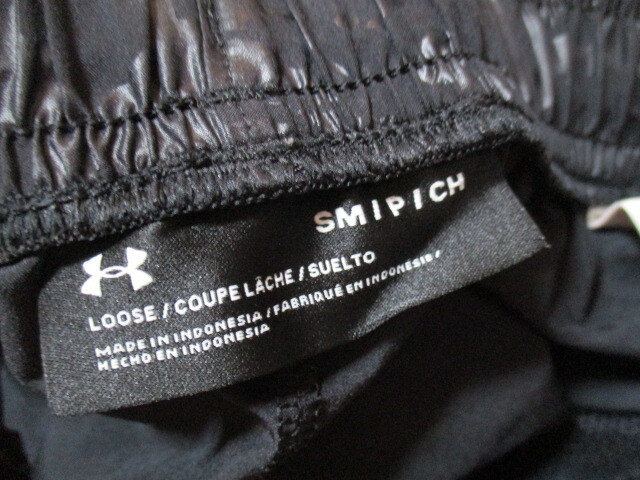 SM|P|CH
LOOSE / COUPE LÂCHE / SUELTO
MADE IN INDONESIA / FABRIQUÉ EN INDONESIE /
HECHO EN INDONESIA